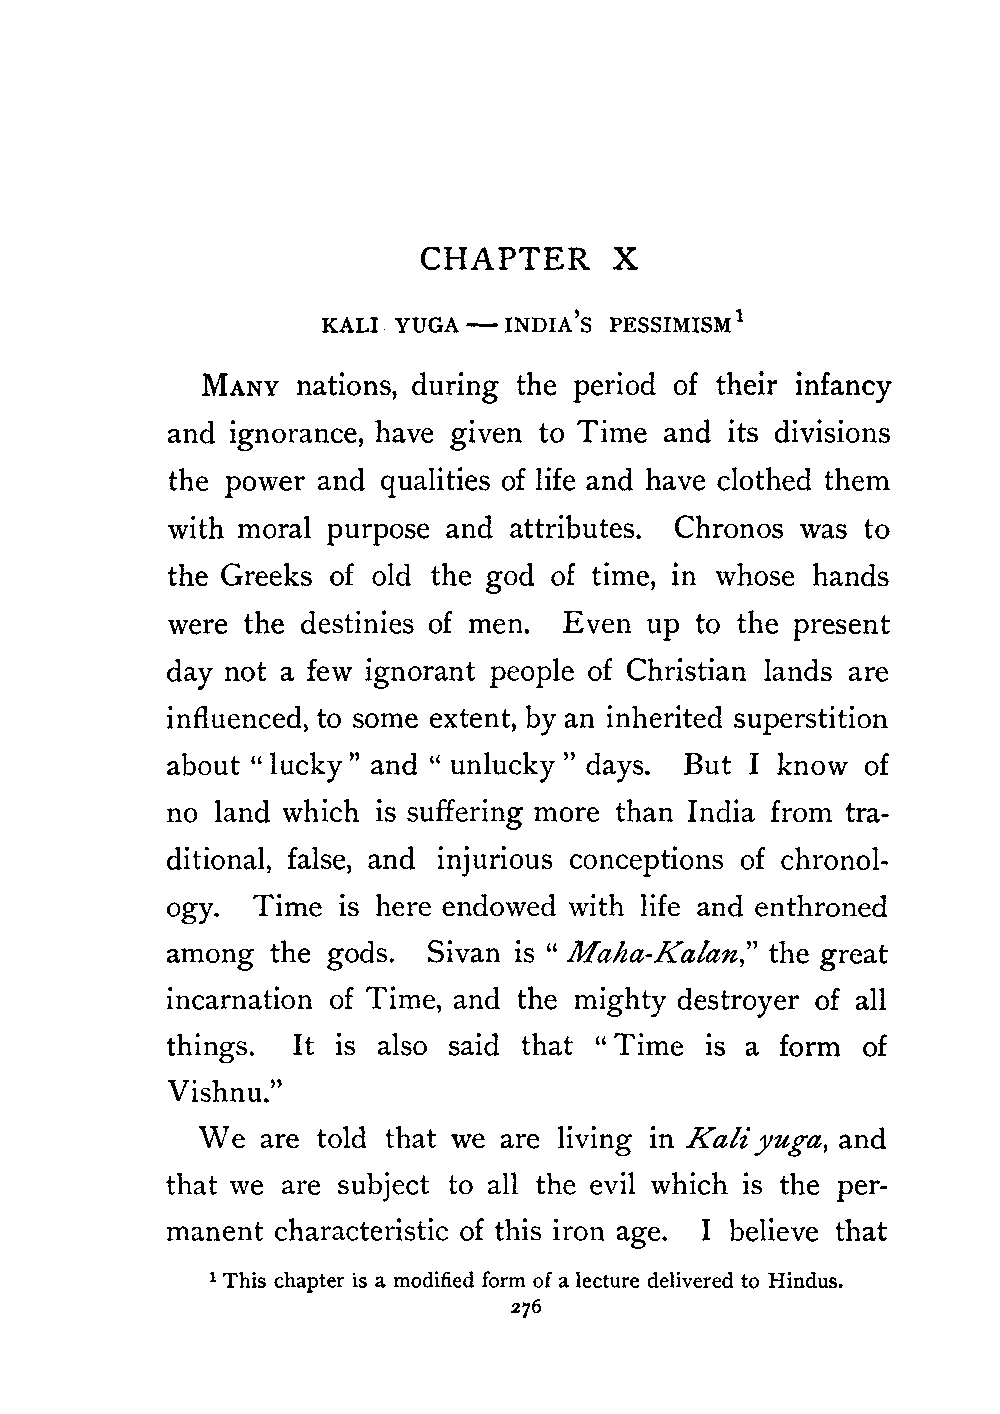 CHAPTER X
KALI YUGA — INDIA'S PESSIMISM¹
MANY nations, during the period of their infancy
and ignorance, have given to Time and its divisions
the power and qualities of life and have clothed them
with moral purpose and attributes. Chronos was to
the Greeks of old the god of time, in whose hands
were the destinies of men. Even up to the present
day not a few ignorant people of Christian lands are
influenced, to some extent, by an inherited superstition
about "lucky" and "unlucky" days. But I know of
no land which is suffering more than India from tra-
ditional, false, and injurious conceptions of chronol-
ogy. Time is here endowed with life and enthroned
among the gods. Sivan is "Maha-Kalan," the great
incarnation of Time, and the mighty destroyer of all
things. It is also said that "Time is a form of
Vishnu."
We are told that we are living in Kali yuga, and
that we are subject to all the evil which is the per-
manent characteristic of this iron age. I believe that
¹ This chapter is a modified form of a lecture delivered to Hindus.
276